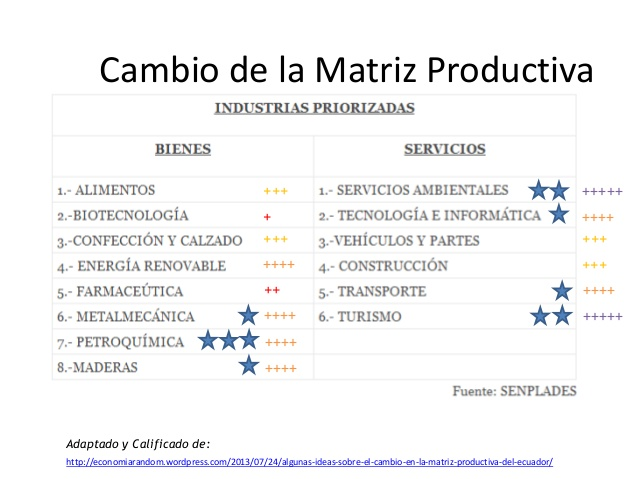 Cambio de la Matriz Productiva
INDUSTRIAS PRIORIZADAS
BIENES SERVICIOS
1.- ALIMENTOS +++ 1.- SERVICIOS AMBIENTALES +++++
2.-BIOTECNOLOGÍA + 2.- TECNOLOGÍA E INFORMÁTICA ++++
3.-CONFECCIÓN Y CALZADO +++ 3.-VEHÍCULOS Y PARTES +++
4.- ENERGÍA RENOVABLE ++++ 4.- CONSTRUCCIÓN +++
5.- FARMACEÚTICA ++ 5.- TRANSPORTE ++++
6.- METALMECÁNICA ++++ 6.- TURISMO +++++
7.- PETROQUÍMICA ++++
8.-MADERAS ++++
Fuente: SENPLADES
Adaptado y Calificado de:
http://economiarandom.wordpress.com/2013/07/24/algunas-ideas-sobre-el-cambio-en-la-matriz-productiva-del-ecuador/